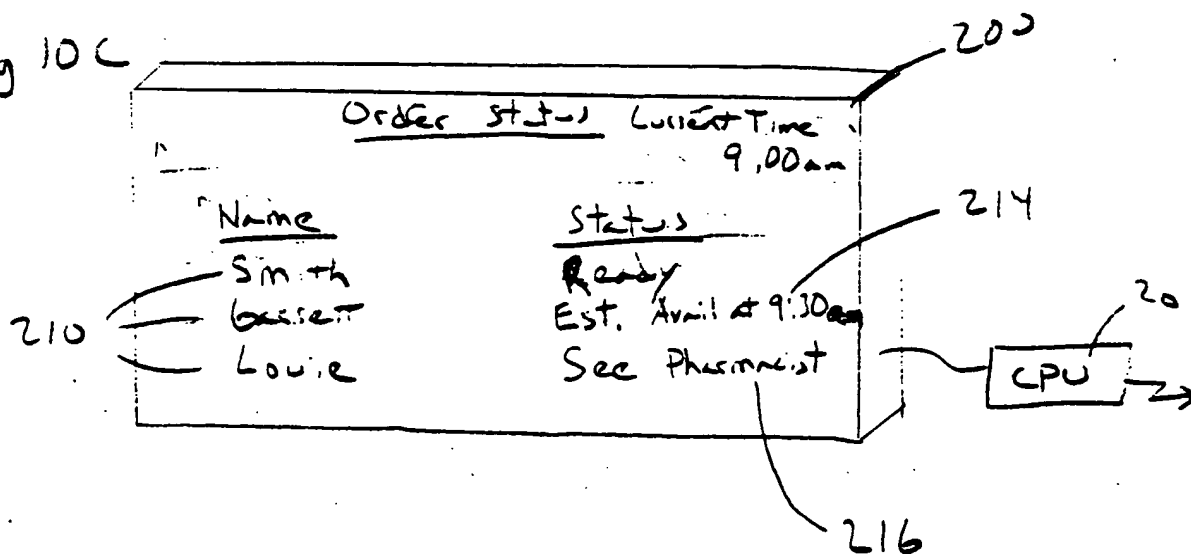 g 10C
200
Order Status Current Time
9:00am
Name Status
214
Smith Ready
Est. Avail at 9:30am
210
20
Louie See Pharmacist
CPU
216